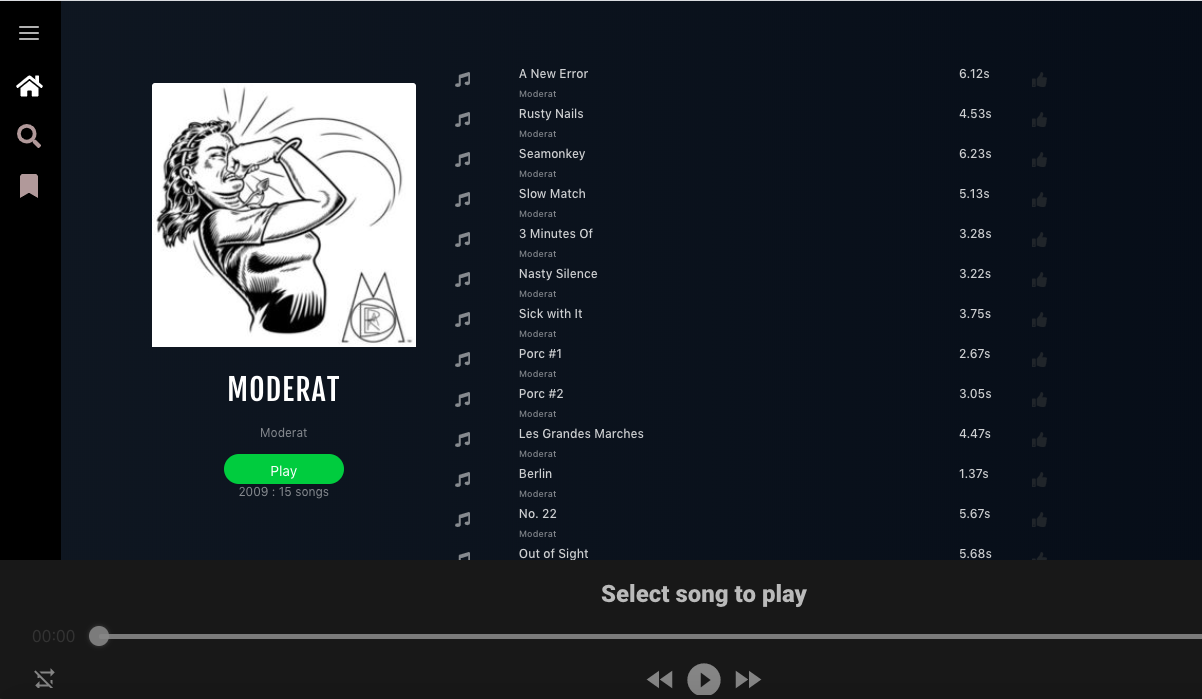 A New Error 6.12s
Moderat
Rusty Nails 4.53s
Moderat
Seamonkey 6.23s
Moderat
Slow Match 5.13s
Moderat
3 Minutes Of 3.28s
Moderat
Nasty Silence 3.22s
Moderat
Sick with It 3.75s
Moderat
Porc #1 2.67s
Moderat
Porc #2 3.05s
Moderat
Les Grandes Marches 4.47s
Moderat
Berlin 1.37s
Moderat
No. 22 5.67s
Moderat
Out of Sight 5.68s
MODERAT
Moderat
Play
2009 : 15 songs
Select song to play
00:00